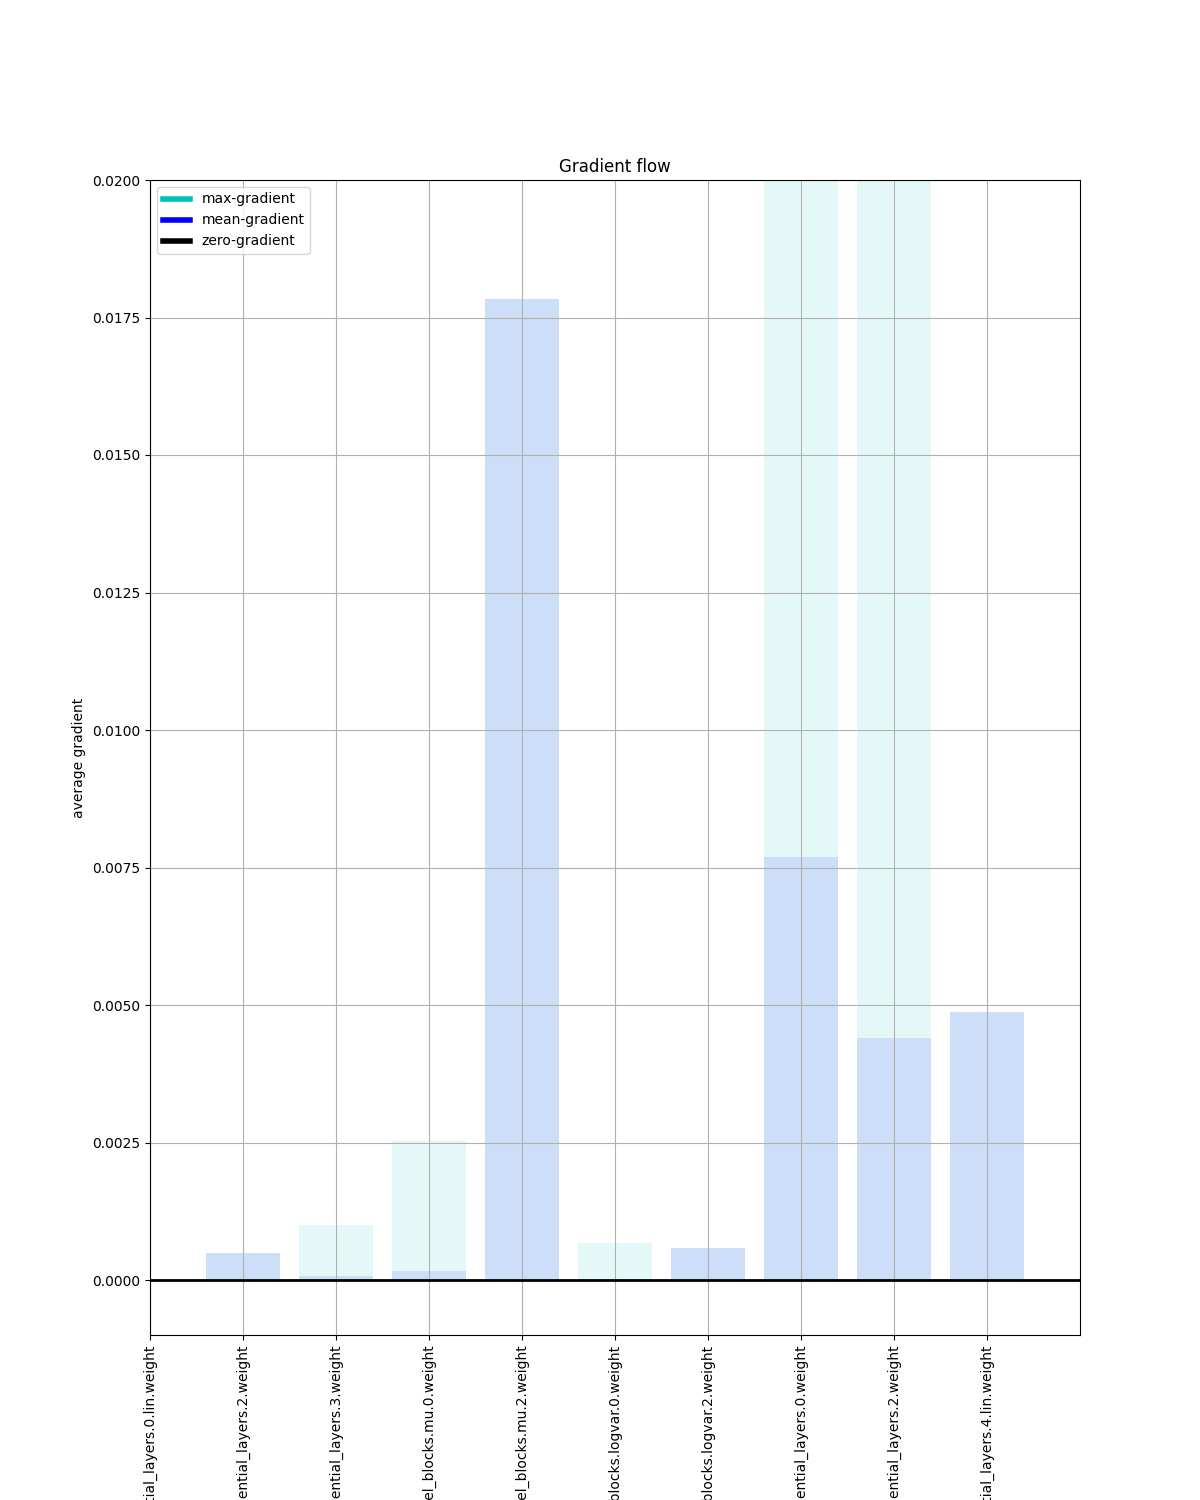 Gradient flow
max-gradient
mean-gradient
zero-gradient
average gradient
0.0200
0.0175
0.0150
0.0125
0.0100
0.0075
0.0050
0.0025
0.0000
tial_layers.0.lin.weight
ential_layers.2.weight
ential_layers.3.weight
el_blocks.mu.0.weight
el_blocks.mu.2.weight
blocks.logvar.0.weight
blocks.logvar.2.weight
ential_layers.0.weight
ential_layers.2.weight
tial_layers.4.lin.weight